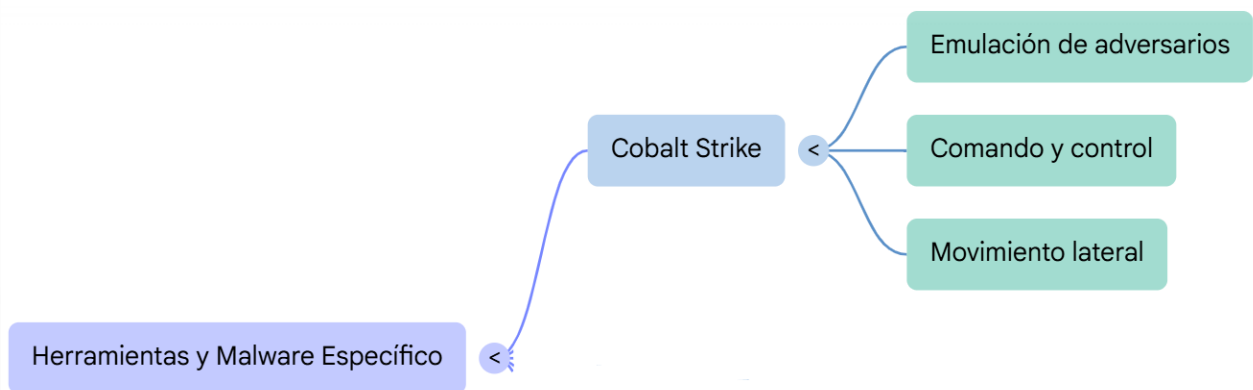 Emulación de adversarios
Cobalt Strike
<
Comando y control
Movimiento lateral
Herramientas y Malware Específico
<